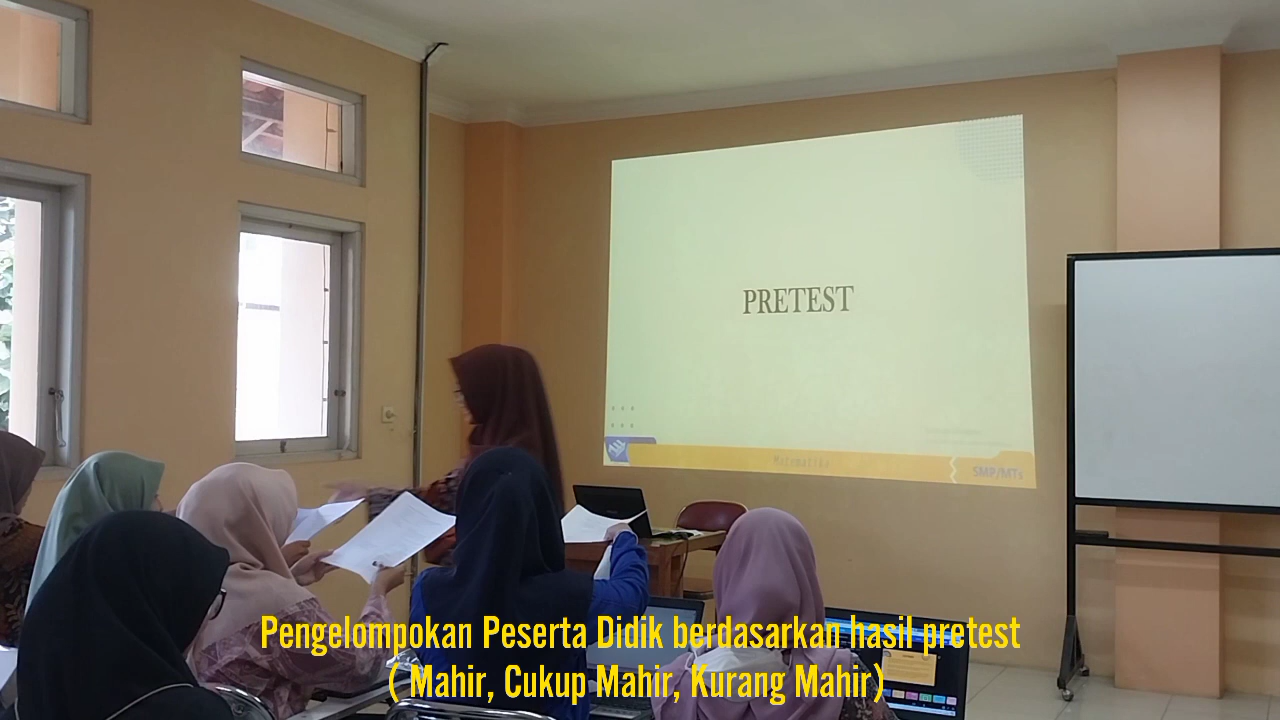 PRETEST
Matematika
SMP/MTs
Pengelompokan Peserta Didik berdasarkan hasil pretest
( Mahir, Cukup Mahir, Kurang Mahir)